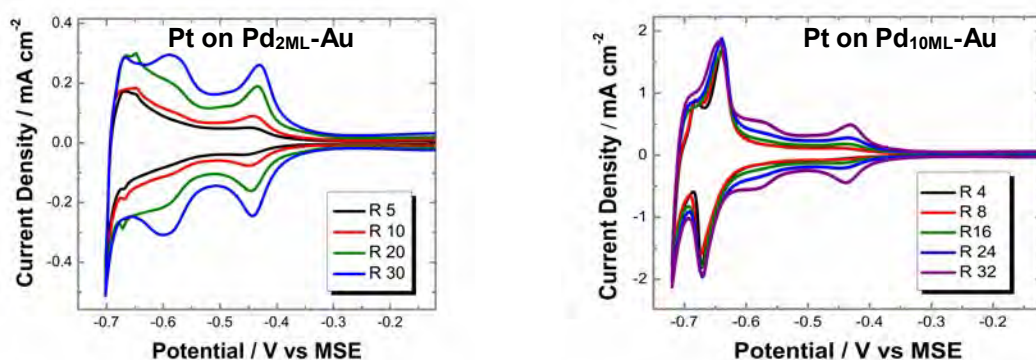 Pt on Pd2ML-Au
Current Density / mA cm-2
0.4
0.2
0.0
-0.2
-0.4
R 5
R 10
R 20
R 30
-0.7
-0.6
-0.5
-0.4
-0.3
-0.2
Potential / V vs MSE
Pt on Pd10ML-Au
Current Density / mA cm-2
2
1
0
-1
-2
R 4
R 8
R16
R 24
R 32
-0.7
-0.6
-0.5
-0.4
-0.3
-0.2
Potential / V vs MSE